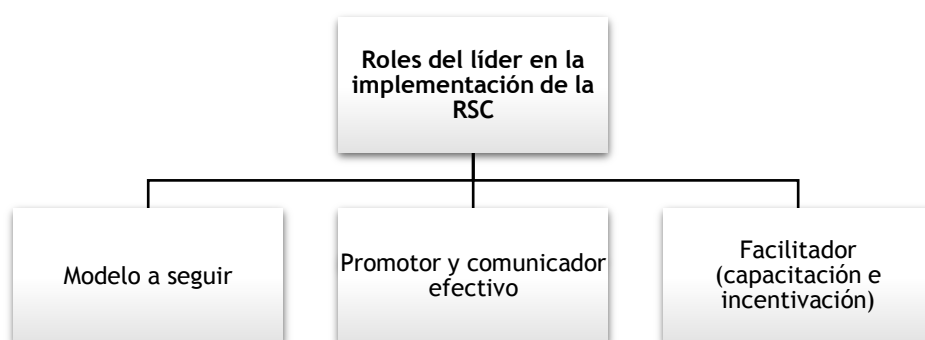 Roles del líder en la
implementación de la
RSC
Modelo a seguir
Promotor y comunicador
efectivo
Facilitador
(capacitación e
incentivación)